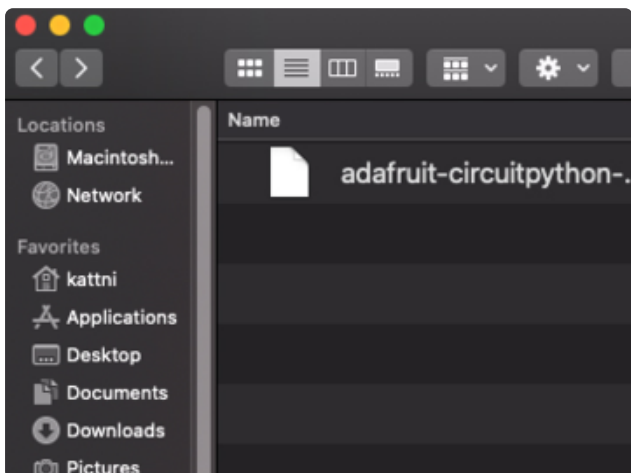 Locations
Macintosh...
Network
Favorites
kattni
Applications
Desktop
Documents
Downloads
Pictures
Name
adafruit-circuitpython-.